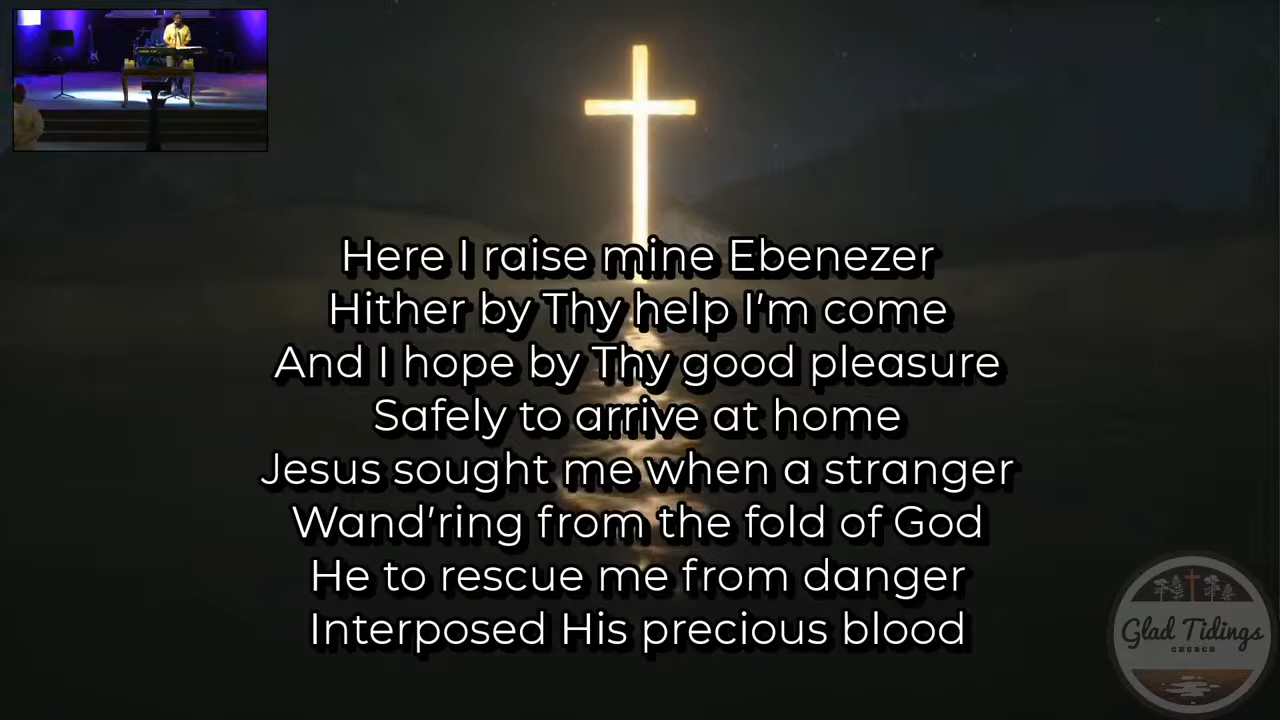 Here I raise mine Ebenezer
Hither by Thy help I’m come
And I hope by Thy good pleasure
Safely to arrive at home
Jesus sought me when a stranger
Wand’ring from the fold of God
He to rescue me from danger
Interposed His precious blood
Glad Tidings
CHURCH